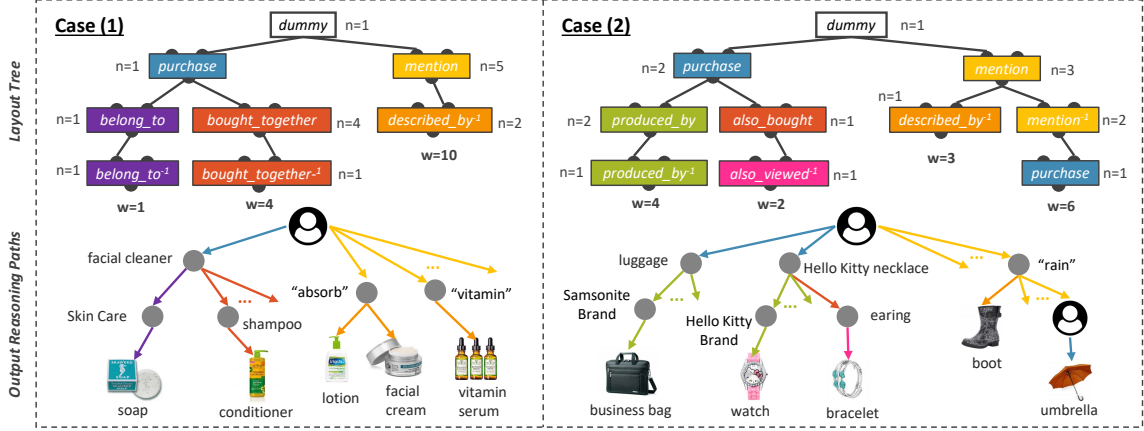 Layout Tree
Output Reasoning Paths
Case (1)
dummy n=1
n=1 purchase mention n=5
n=1 belong_to bought_together n=4 described_by⁻¹ n=2
w=10
n=1 belong_to⁻¹ bought_together⁻¹ n=1
w=1 w=4
facial cleaner
"absorb" "vitamin"
... ...
Skin Care shampoo
soap conditioner lotion facial cream vitamin serum
Case (2)
dummy n=1
n=2 purchase mention n=3
n=2 produced_by also_bought n=1 n=1 described_by⁻¹ mention⁻¹ n=2
w=3
n=1 produced_by⁻¹ also_viewed⁻¹ n=1 purchase n=1
w=4 w=2 w=6
luggage Hello Kitty necklace ... "rain"
Samsonite Brand ... Hello Kitty Brand ... earing ...
business bag watch bracelet boot umbrella